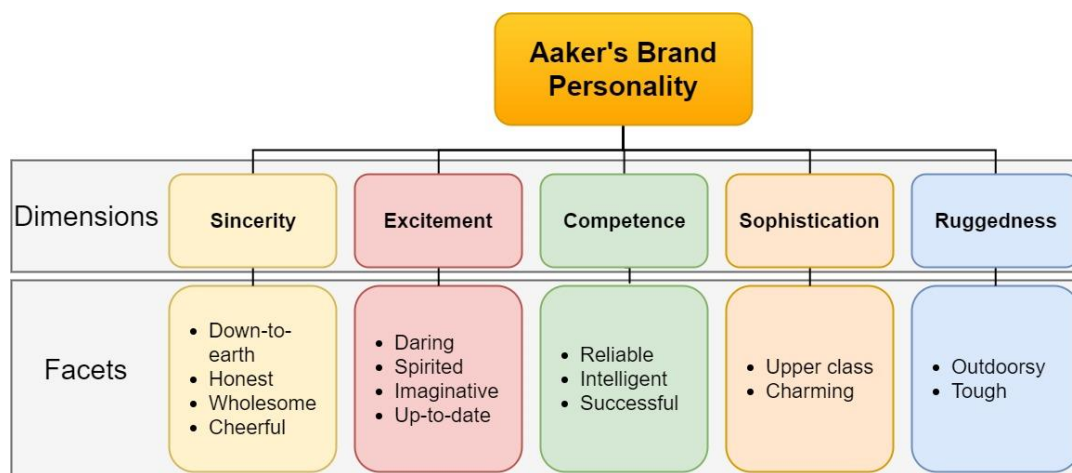 Aaker's Brand
Personality
Dimensions
Sincerity
Excitement
Competence
Sophistication
Ruggedness
Facets
• Down-to-
earth
• Honest
• Wholesome
• Cheerful
• Daring
• Spirited
• Imaginative
• Up-to-date
• Reliable
• Intelligent
• Successful
• Upper class
• Charming
• Outdoorsy
• Tough